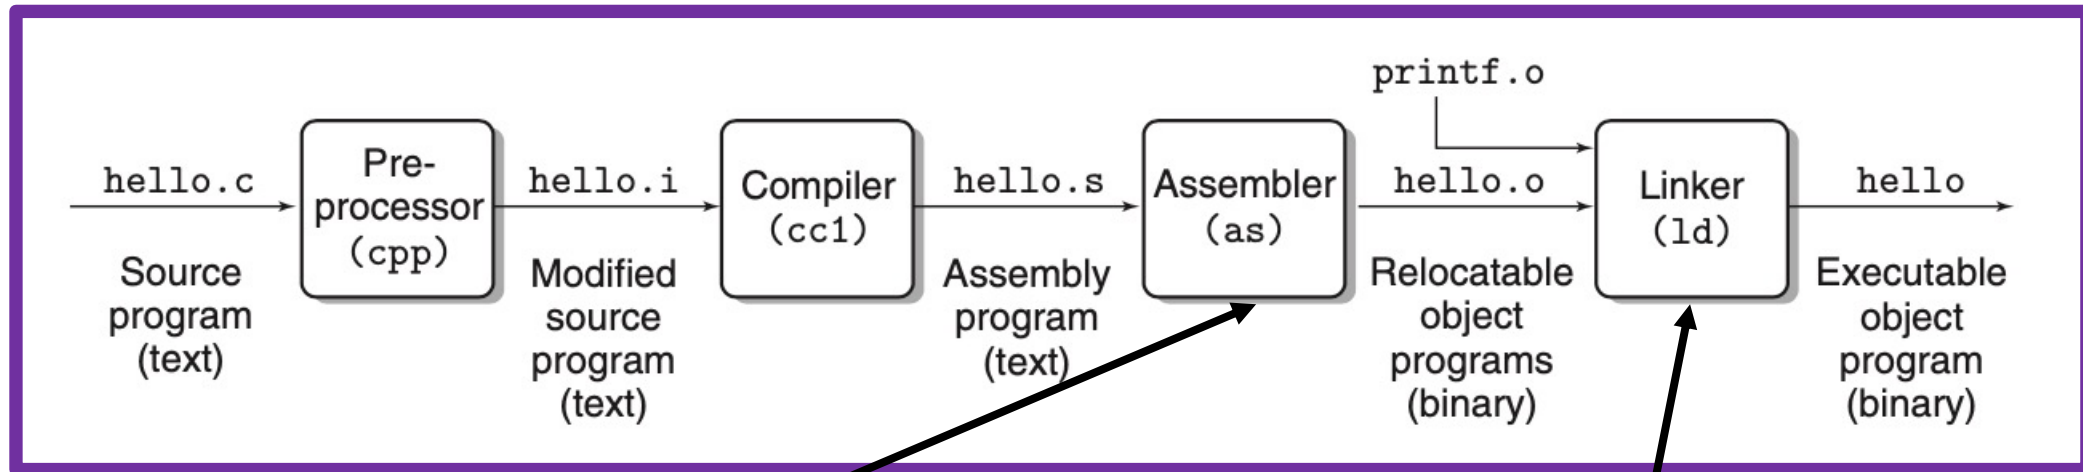 printf.o
hello.c
Pre-
processor
(cpp)
hello.i
Compiler
(cc1)
hello.s
Assembler
(as)
hello.o
Linker
(ld)
hello
Source
program
(text)
Modified
source
program
(text)
Assembly
program
(text)
Relocatable
object
programs
(binary)
Executable
object
program
(binary)